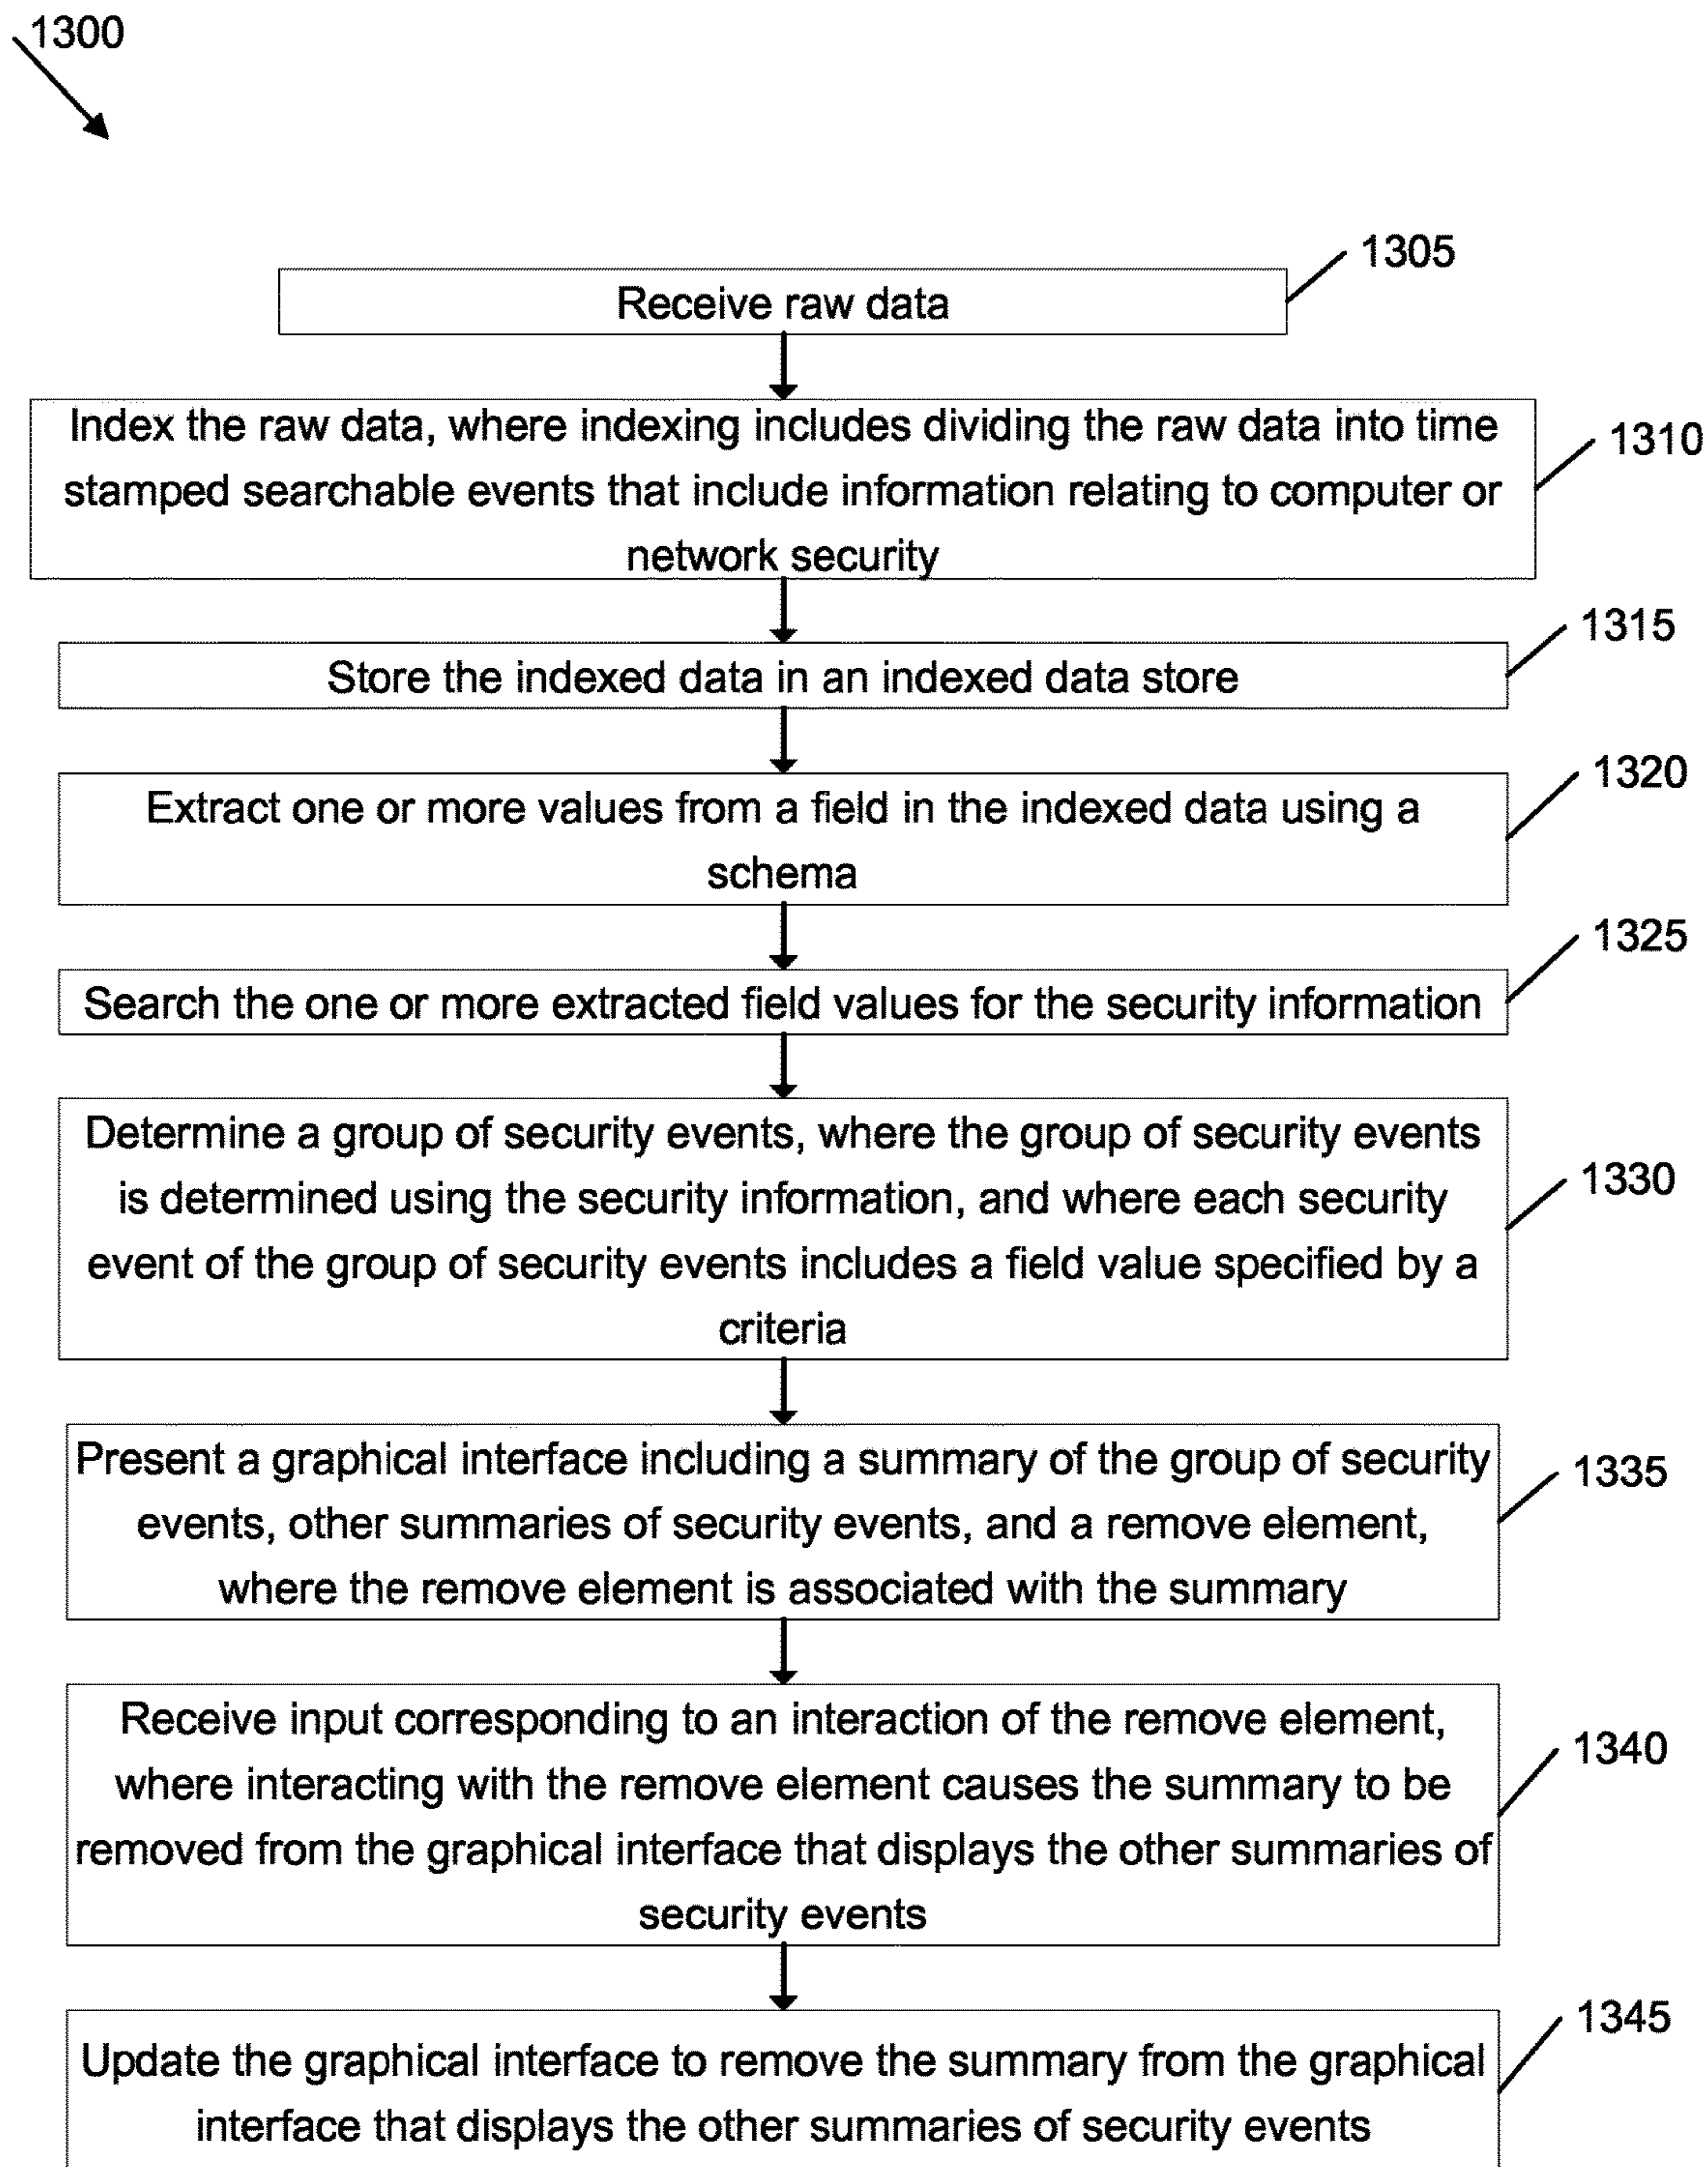 1300
1305
Receive raw data
Index the raw data, where indexing includes dividing the raw data into time
1310
stamped searchable events that include information relating to computer or
network security
1315
Store the indexed data in an indexed data store
1320
Extract one or more values from a field in the indexed data using a
schema
1325
Search the one or more extracted field values for the security information
Determine a group of security events, where the group of security events
1330
is determined using the security information, and where each security
event of the group of security events includes a field value specified by a
criteria
Present a graphical interface including a summary of the group of security
1335
events, other summaries of security events, and a remove element,
where the remove element is associated with the summary
Receive input corresponding to an interaction of the remove element,
1340
where interacting with the remove element causes the summary to be
removed from the graphical interface that displays the other summaries of
security events
1345
Update the graphical interface to remove the summary from the graphical
interface that displays the other summaries of security events